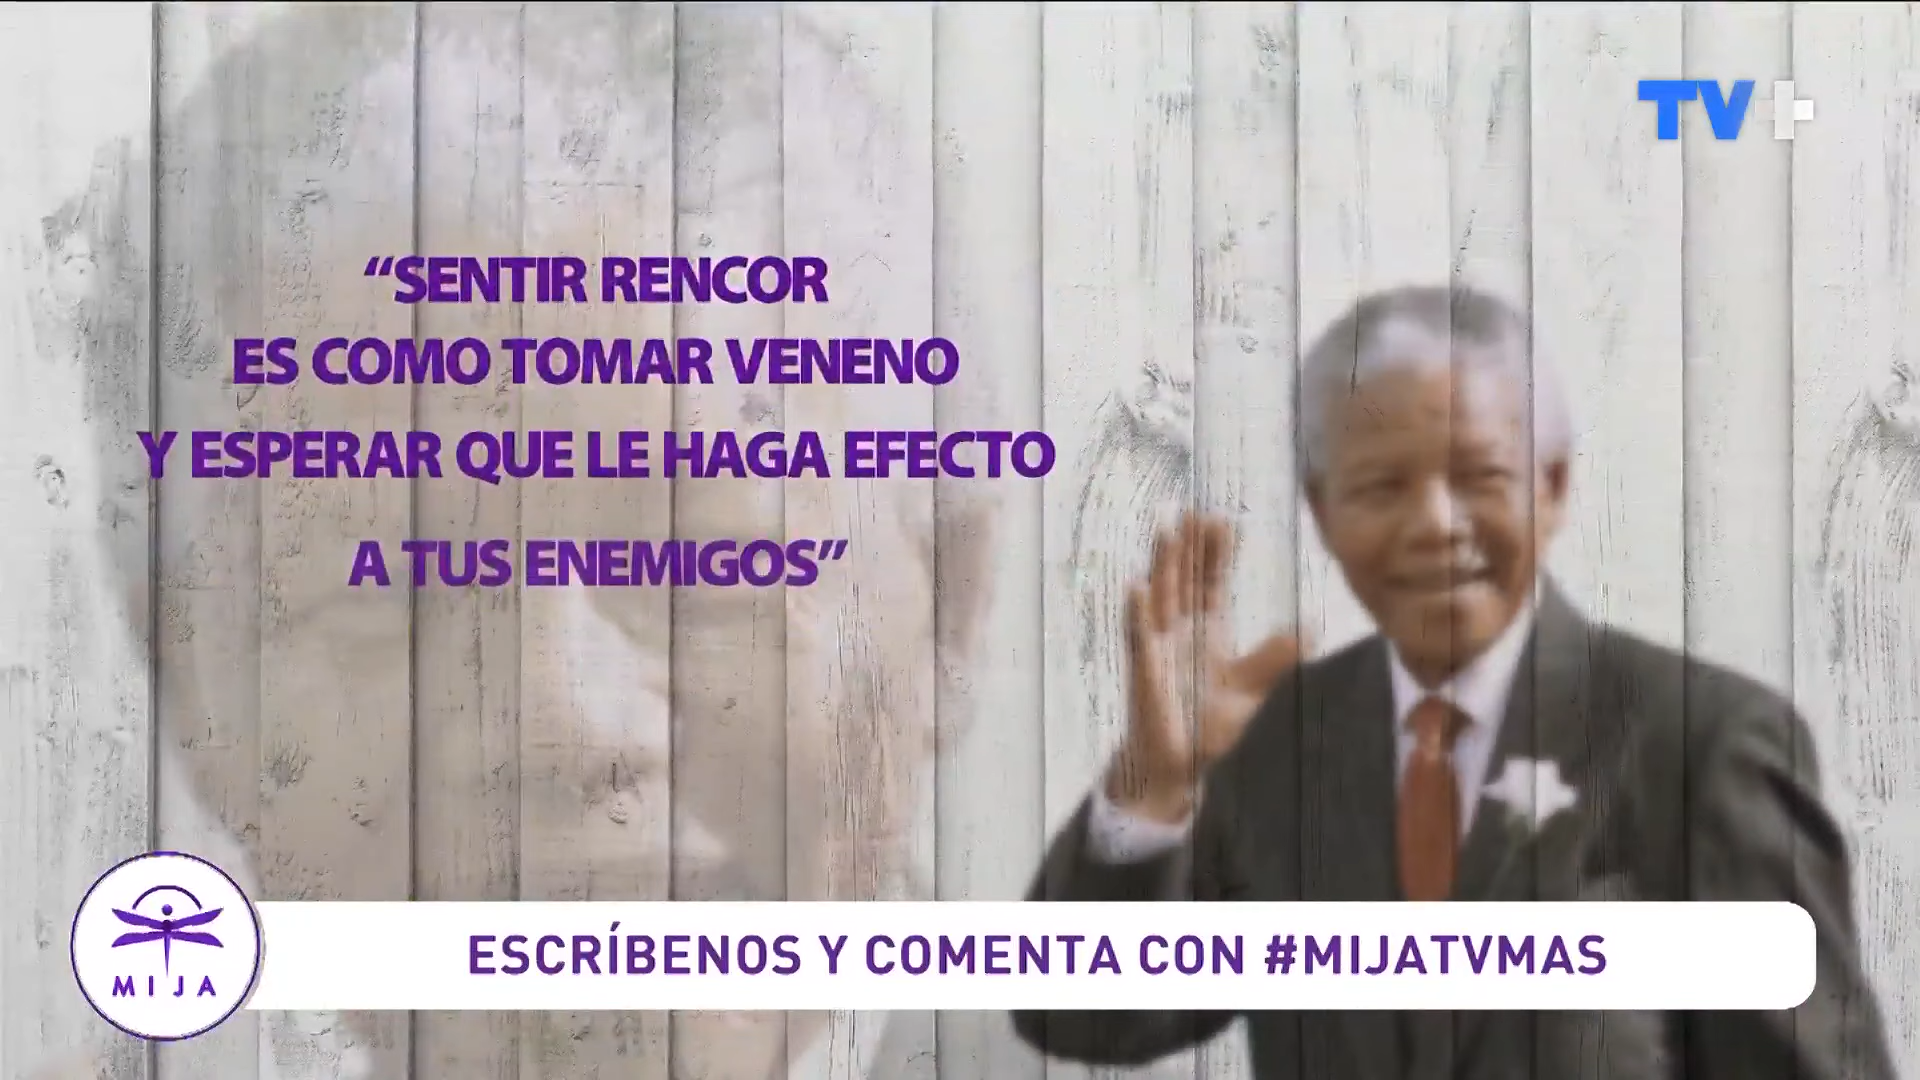 TV+
“SENTIR RENCOR
ES COMO TOMAR VENENO
Y ESPERAR QUE LE HAGA EFECTO
A TUS ENEMIGOS”
ESCRÍBENOS Y COMENTA CON #MIJATVMAS
MIJA